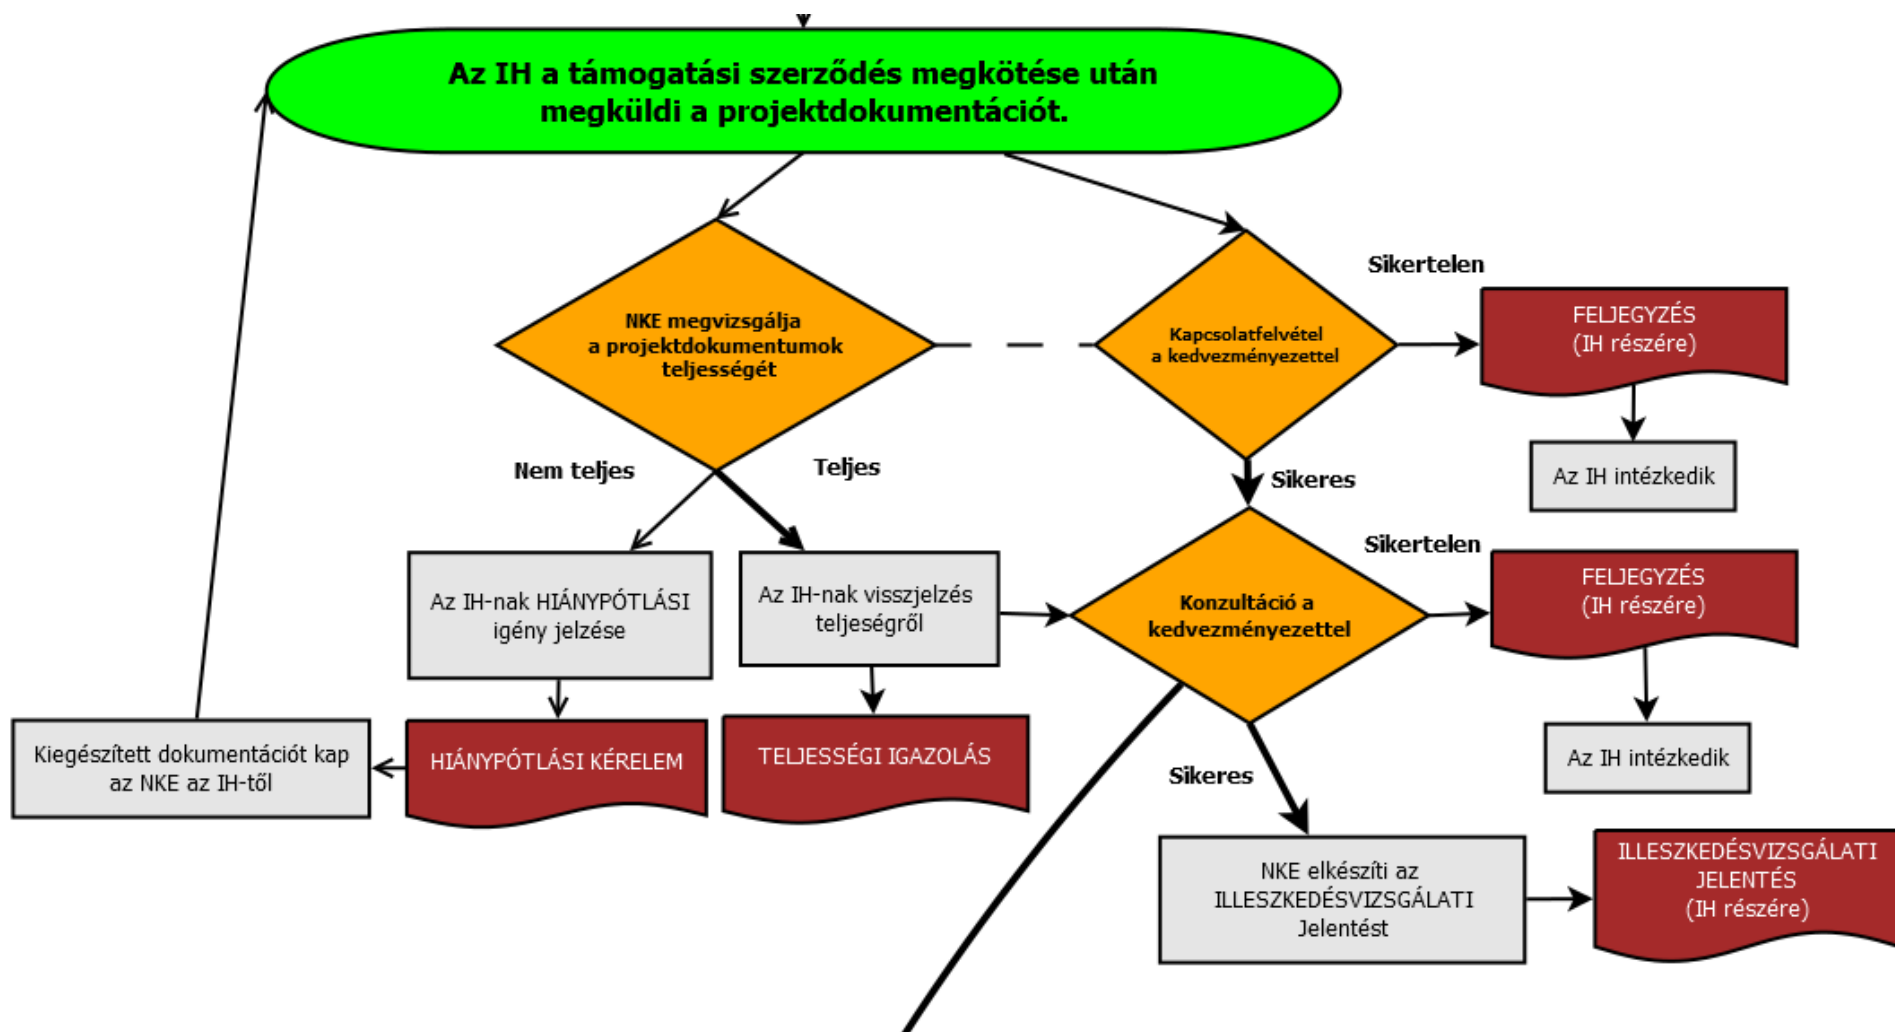 Az IH a támogatási szerződés megkötése után
megküldi a projektdokumentációt.
NKE megvizsgálja
a projektdokumentumok
teljességét
Kapcsolatfelvétel
a kedvezményezettel
Sikertelen
FELJEGYZÉS
(IH részére)
Az IH intézkedik
Nem teljes
Teljes
Sikeres
Az IH-nak HIÁNYPÓTLÁSI
igény jelzése
Az IH-nak visszjelzés
teljeségről
Konzultáció a
kedvezményezettel
Sikertelen
FELJEGYZÉS
(IH részére)
Az IH intézkedik
Kiegészített dokumentációt kap
az NKE az IH-től
HIÁNYPÓTLÁSI KÉRELEM
TELJESSÉGI IGAZOLÁS
Sikeres
NKE elkészíti az
ILLESZKEDÉSVIZSGÁLATI
Jelentést
ILLESZKEDÉSVIZSGÁLATI
JELENTÉS
(IH részére)